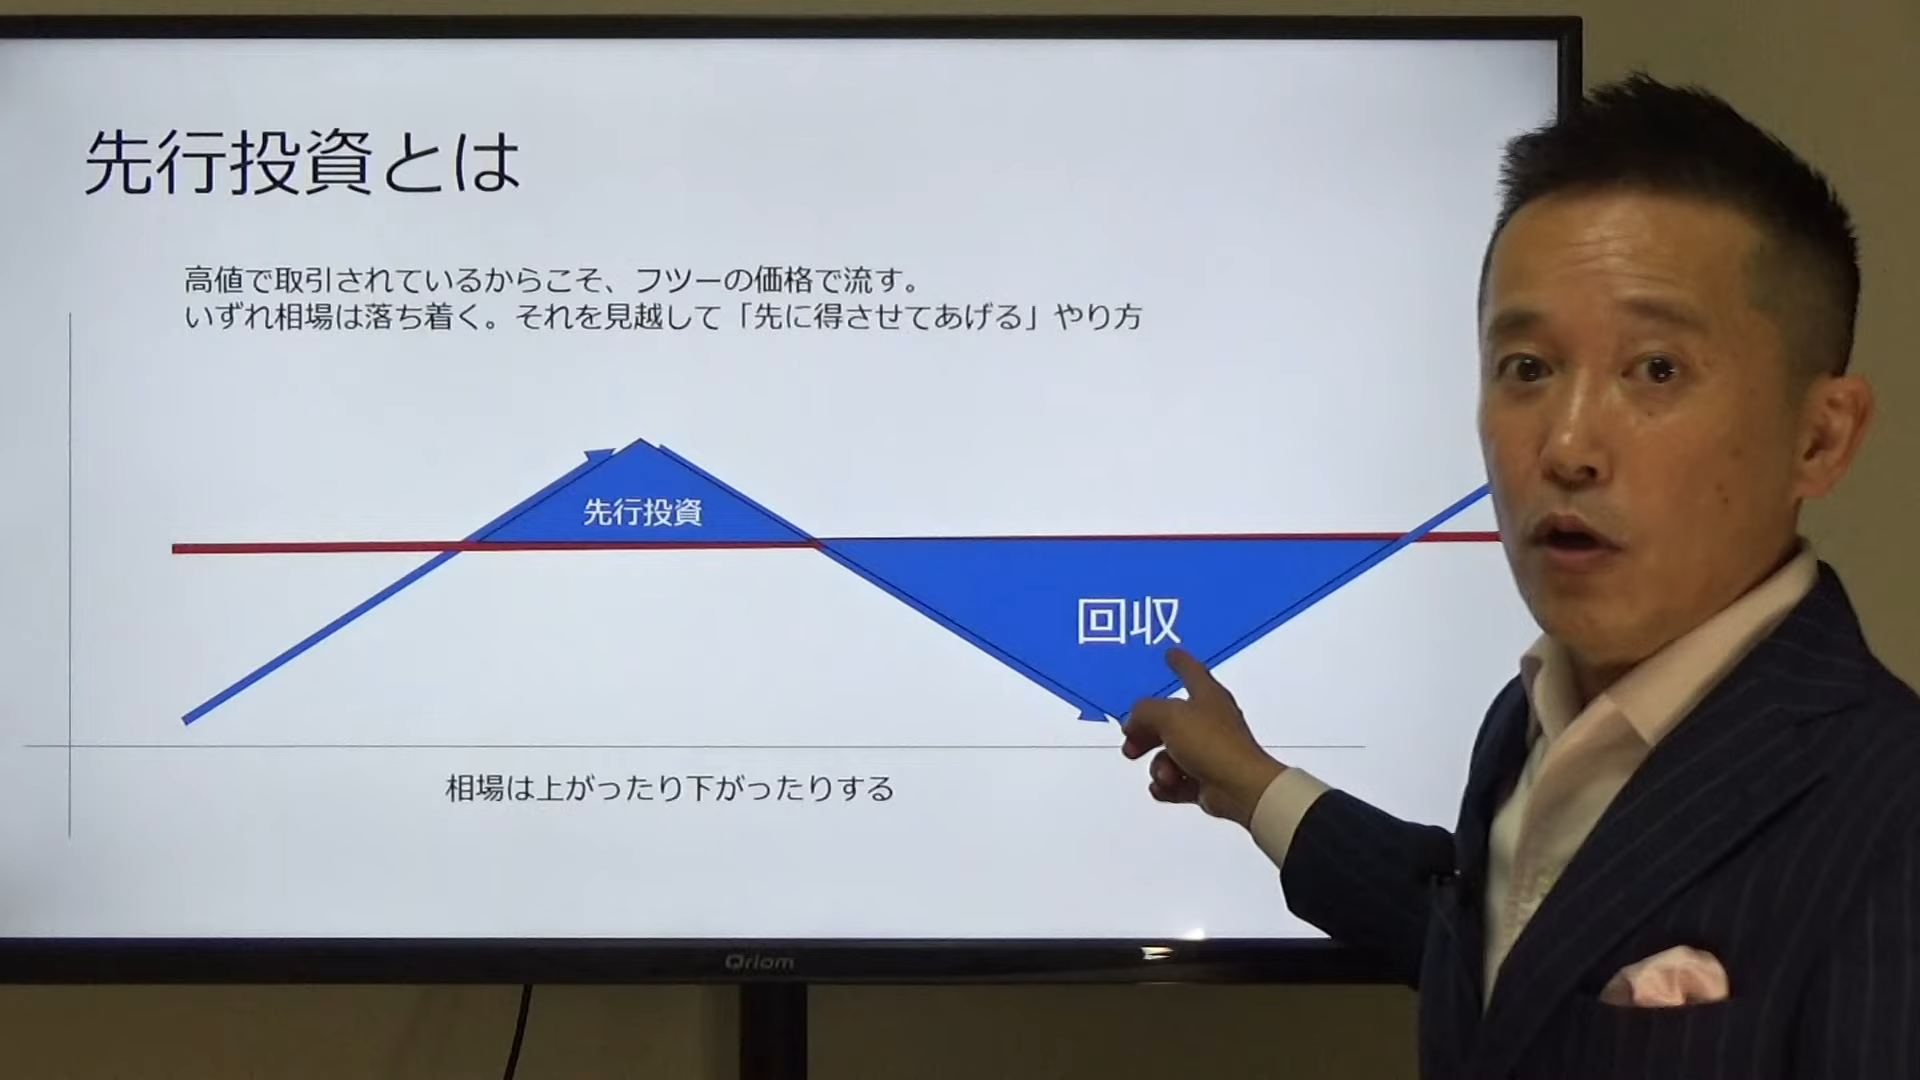 先行投資とは
高値で取引されているからこそ、フツーの価格で流す。
いずれ相場は落ち着く。それを見越して「先に得させてあげる」やり方
先行投資
回収
相場は上がったり下がったりする
Qriom